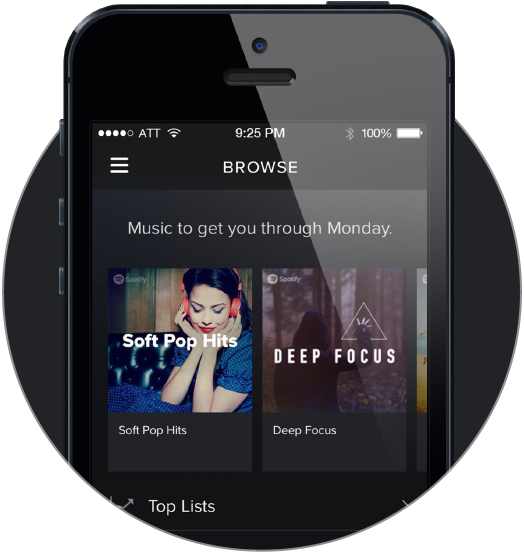 ATT 9:25 PM 100%
BROWSE
Music to get you through Monday.
Spotify Spotify
Soft Pop Hits DEEP FOCUS
Soft Pop Hits Deep Focus
Top Lists